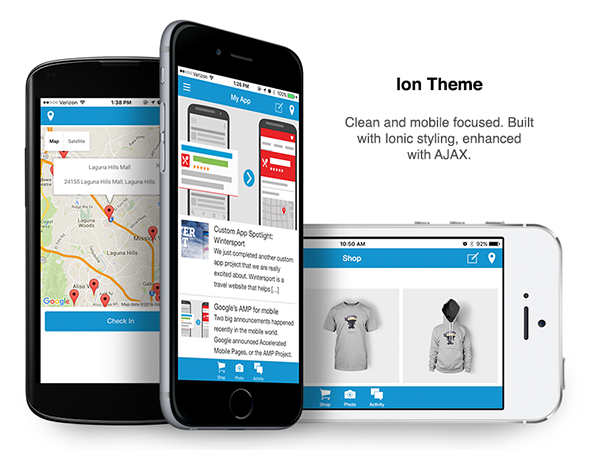 Ion Theme
Clean and mobile focused. Built
with Ionic styling, enhanced
with AJAX.
Verizon 1:38 PM
Map Satellite
Laguna Hills Mall
24155 Laguna Hills Mall, Laguna Hills
Laguna
Woods
Laguna Hills
Mission V
Aliso V
Google
Map data ©2016
Check In
Verizon
1:26 PM
100%
My App
Custom App Spotlight:
Wintersport
We just completed another custom
app project that we are really
excited about. Wintersport is a
travel website that helps [...]
Google's AMP for mobile
Two big announcements happened
recently in the mobile world.
Google announced Accelerated
Mobile Pages, or the AMP Project.
Shop Photo Activity
10:50 AM 92%
Shop
Shop Photo Activity